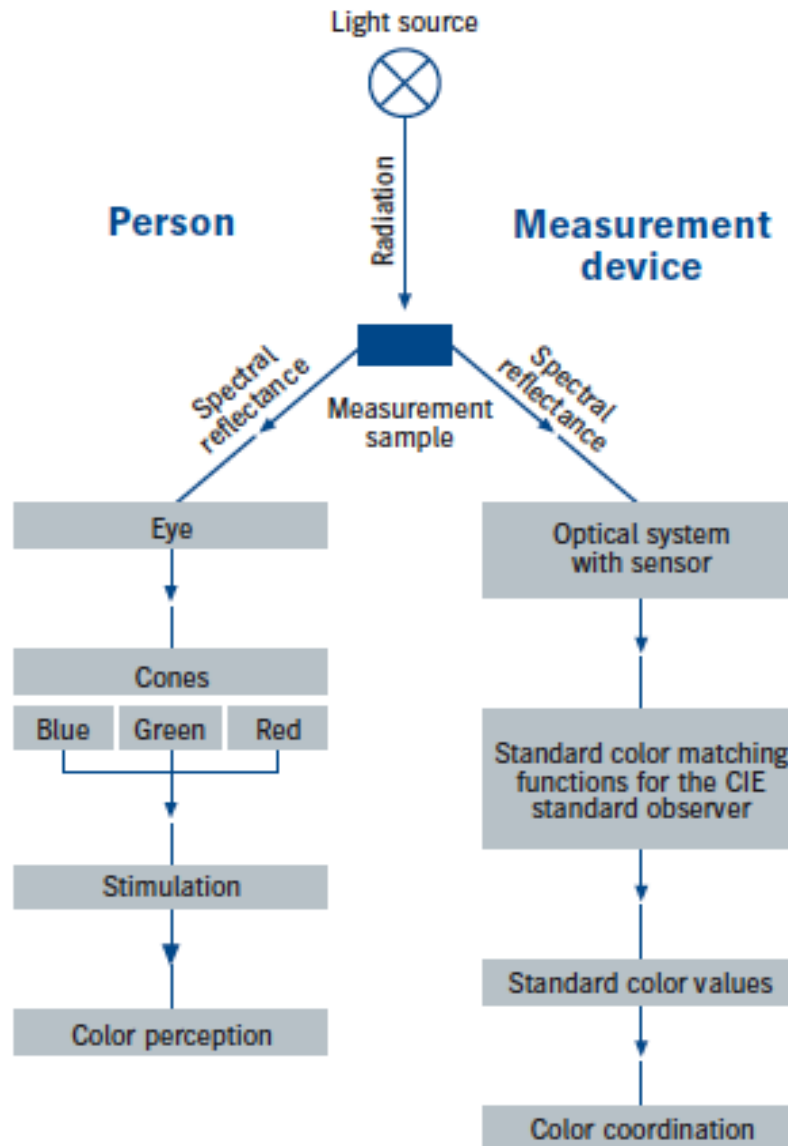 Light source
Radiation
Person
Measurement
device
Spectral
reflectance
Measurement
sample
Spectral
reflectance
Eye
Cones
Blue
Green
Red
Stimulation
Color perception
Optical system
with sensor
Standard color matching
functions for the CIE
standard observer
Standard color values
Color coordination